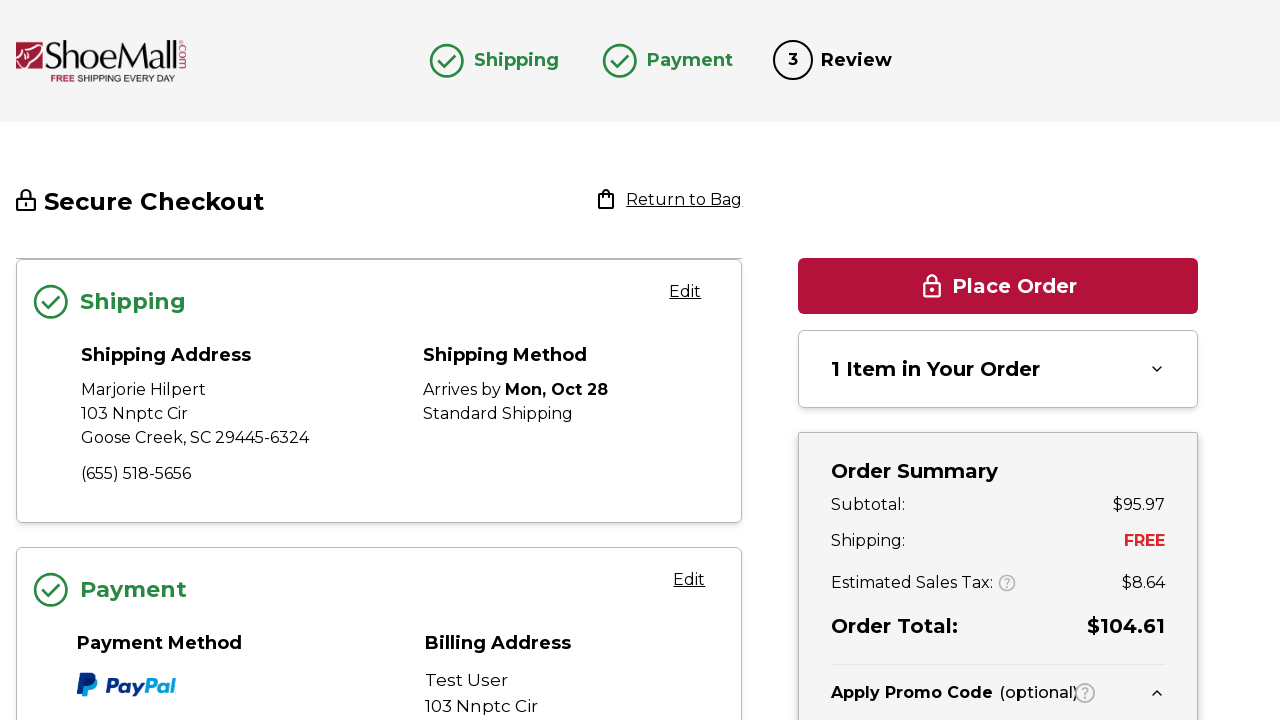 ShoeMall.com
FREE SHIPPING EVERY DAY
Shipping
Payment
3 Review
Secure Checkout
Return to Bag
Shipping
Edit
Shipping Address
Marjorie Hilpert
103 Nnptc Cir
Goose Creek, SC 29445-6324
(655) 518-5656
Shipping Method
Arrives by Mon, Oct 28
Standard Shipping
Payment
Edit
Payment Method
PayPal
Billing Address
Test User
103 Nnptc Cir
Place Order
1 Item in Your Order
Order Summary
Subtotal: $95.97
Shipping: FREE
Estimated Sales Tax: ? $8.64
Order Total: $104.61
Apply Promo Code (optional) ?